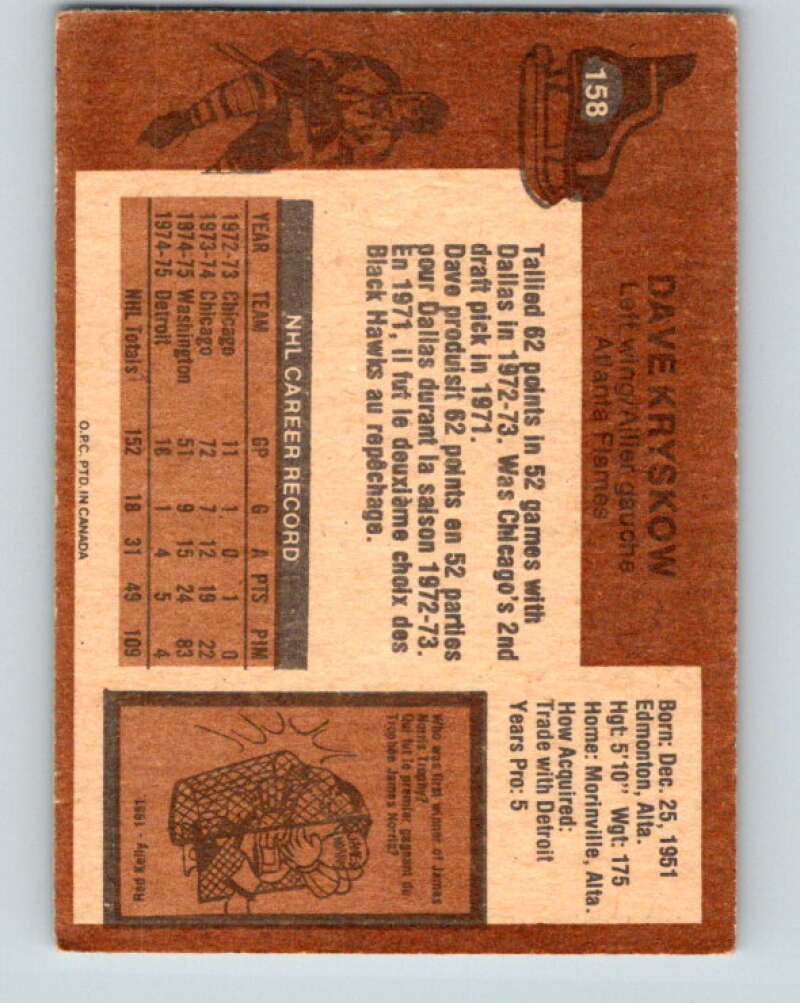 158
DAVE KRYSKOW
Left wing/Ailier gauche
Atlanta Flames
Born: Dec. 25, 1951
Edmonton, Alta.
Hgt: 5'10" Wgt: 175
Home: Morinville, Alta.
How Acquired:
Trade with Detroit
Years Pro: 5
Tallied 62 points in 52 games with
Dallas in 1972-73. Was Chicago's 2nd
draft pick in 1971.
Dave produisit 62 points en 52 parties
pour Dallas durant la saison 1972-73.
En 1971, il fut le deuxième choix des
Black Hawks au repêchage.
NHL CAREER RECORD
YEAR TEAM GP G A PTS PIM
1972-73 Chicago 11 1 0 1 0
1973-74 Chicago 72 7 12 19 22
1974-75 Washington 51 9 15 24 83
1974-75 Detroit 18 1 4 5 4
NHL Totals 152 18 31 49 109
O.P.C. PTD. IN CANADA
Who was first winner of James
Norris Trophy?
Qui fut le premier gagnant du
Trophée James Norris?
Red Kelly - 1951